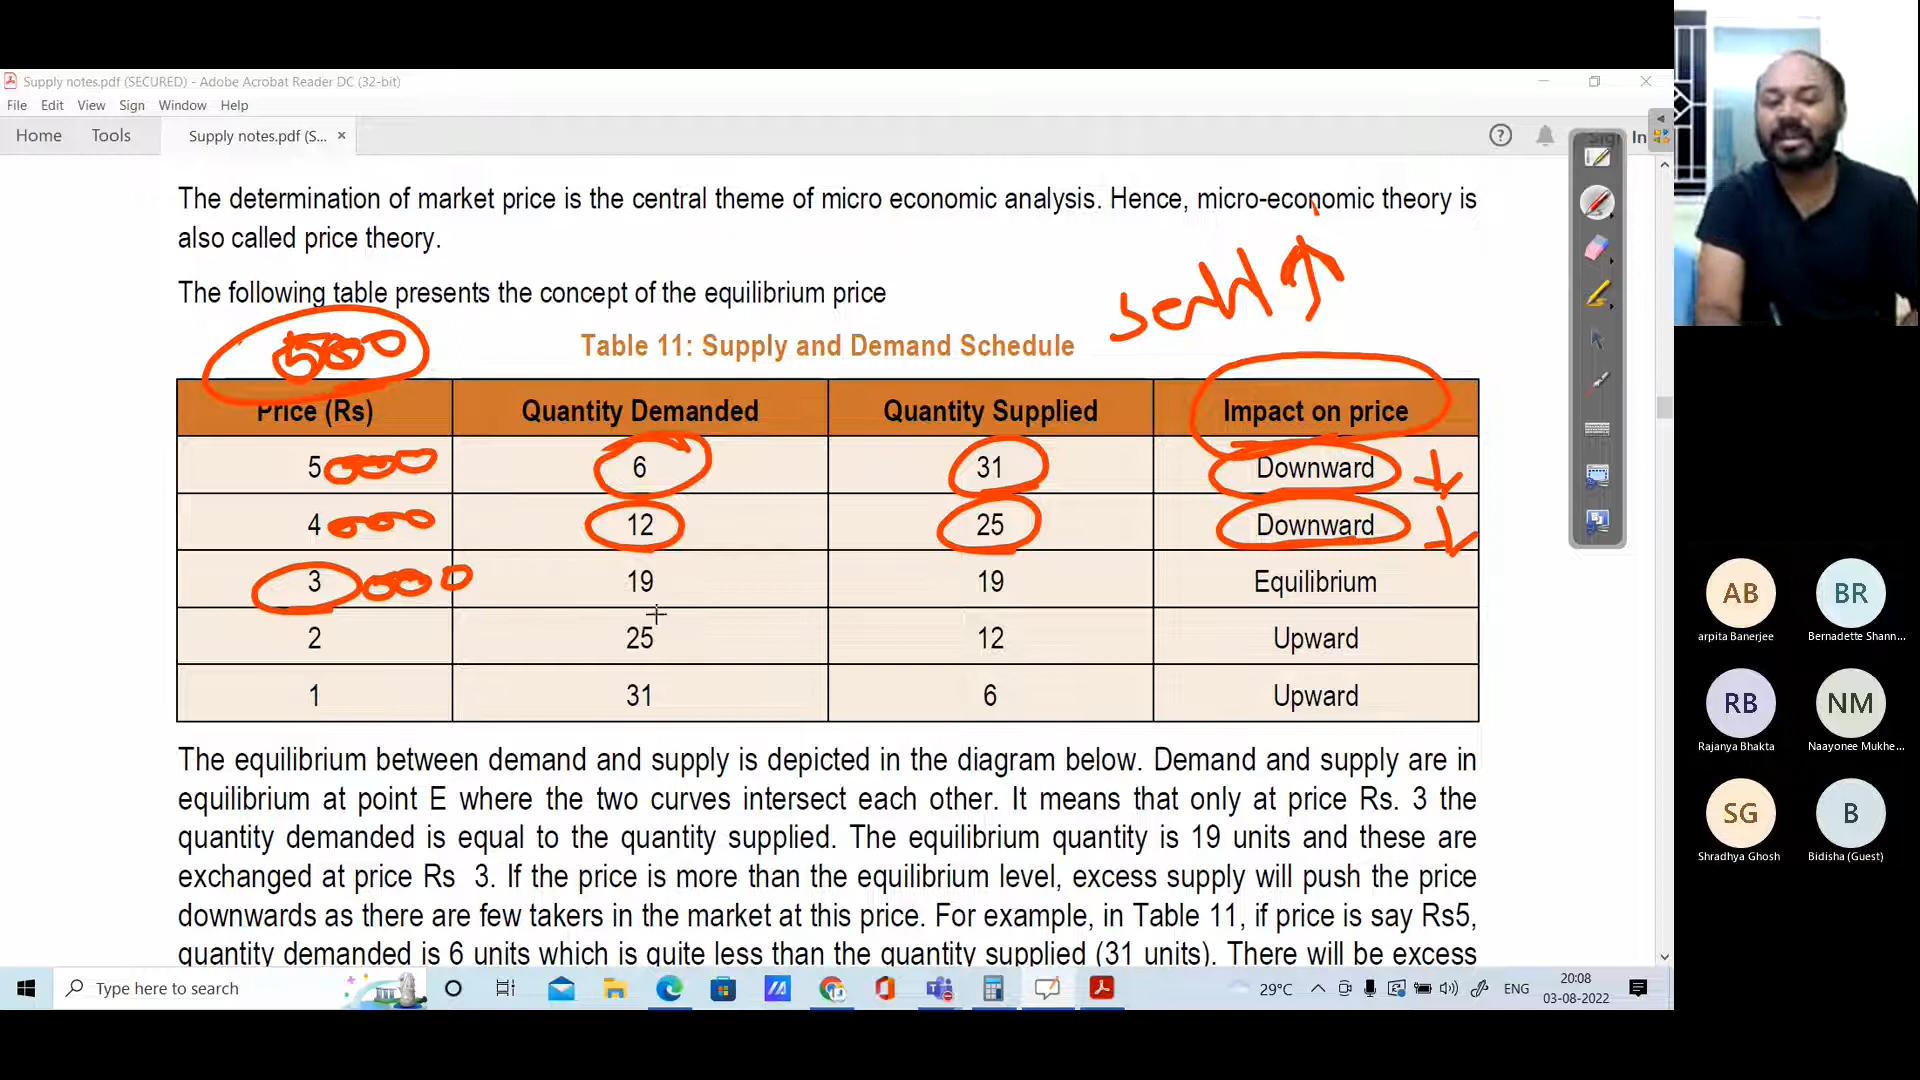 Supply notes.pdf (SECURED) - Adobe Acrobat Reader DC (32-bit)
File Edit View Sign Window Help
Home Tools Supply notes.pdf (S... × Sign In
The determination of market price is the central theme of micro economic analysis. Hence, micro-economic theory is
also called price theory.
The following table presents the concept of the equilibrium price
500
Table 11: Supply and Demand Schedule
Price (Rs) Quantity Demanded Quantity Supplied Impact on price
5000 6 31 Downward
4000 12 25 Downward
3000 19 19 Equilibrium
2 25 12 Upward
1 31 6 Upward
The equilibrium between demand and supply is depicted in the diagram below. Demand and supply are in
equilibrium at point E where the two curves intersect each other. It means that only at price Rs. 3 the
quantity demanded is equal to the quantity supplied. The equilibrium quantity is 19 units and these are
exchanged at price Rs 3. If the price is more than the equilibrium level, excess supply will push the price
downwards as there are few takers in the market at this price. For example, in Table 11, if price is say Rs5,
quantity demanded is 6 units which is quite less than the quantity supplied (31 units). There will be excess
Type here to search
29°C ENG 20:08
03-08-2022
AB BR
arpita Banerjee Bernadette Shann...
RB NM
Rajanya Bhakta Naayonee Mukhe...
SG B
Shradhya Ghosh Bidisha (Guest)